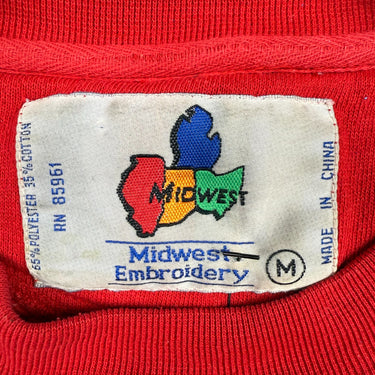 65% POLYESTER 35% COTTON
RN 85961
MIDWEST
Midwest
Embroidery
M
MADE IN CHINA